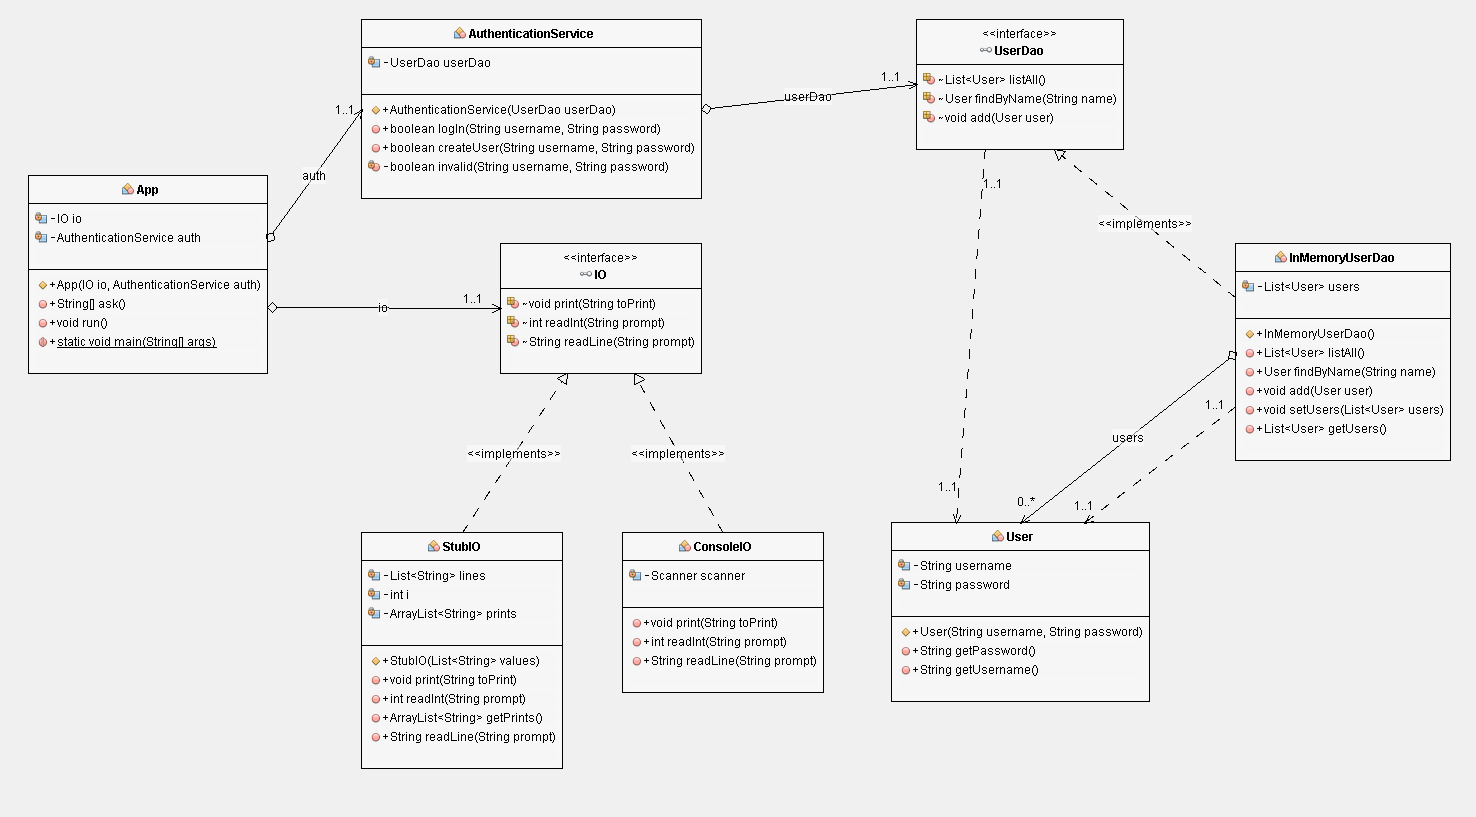 AuthenticationService
-UserDao userDao
+AuthenticationService(UserDao userDao)
+boolean logIn(String username, String password)
+boolean createUser(String username, String password)
-boolean invalid(String username, String password)
<<interface>>
UserDao
~List<User> listAll()
~User findByName(String name)
~void add(User user)
1..1
userDao
1..1
auth
1..1
App
-IO io
-AuthenticationService auth
+App(IO io, AuthenticationService auth)
+String[] ask()
+void run()
+static void main(String[] args)
io
1..1
<<interface>>
IO
~void print(String toPrint)
~int readInt(String prompt)
~String readLine(String prompt)
<<implements>>
InMemoryUserDao
-List<User> users
+InMemoryUserDao()
+List<User> listAll()
+User findByName(String name)
+void add(User user)
+void setUsers(List<User> users)
+List<User> getUsers()
1..1
users
<<implements>>
<<implements>>
1..1
0..*
1..1
StubIO
-List<String> lines
-int i
-ArrayList<String> prints
+StubIO(List<String> values)
+void print(String toPrint)
+int readInt(String prompt)
+ArrayList<String> getPrints()
+String readLine(String prompt)
ConsoleIO
-Scanner scanner
+void print(String toPrint)
+int readInt(String prompt)
+String readLine(String prompt)
User
-String username
-String password
+User(String username, String password)
+String getPassword()
+String getUsername()